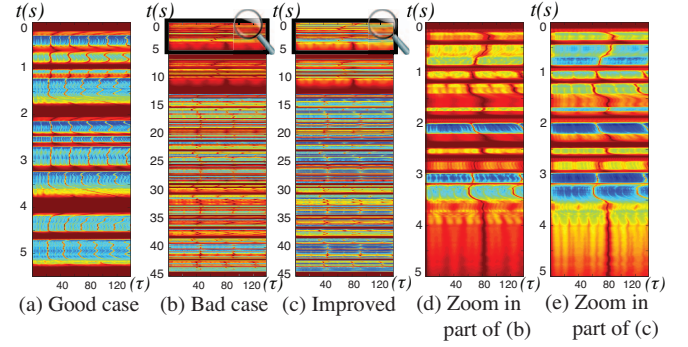 t(s) t(s) t(s) t(s) t(s)
0 0 0 0 0
5 5
1 10 10 1 1
15 15
2 20 20 2 2
3 25 25
30 30 3 3
4 35 35
40 40 4 4
5
45 45 5 5
40 80 120 (τ) 40 80 120 (τ) 40 80 120 (τ) 40 80 120 (τ) 40 80 120 (τ)
(a) Good case (b) Bad case (c) Improved (d) Zoom in (e) Zoom in
part of (b) part of (c)